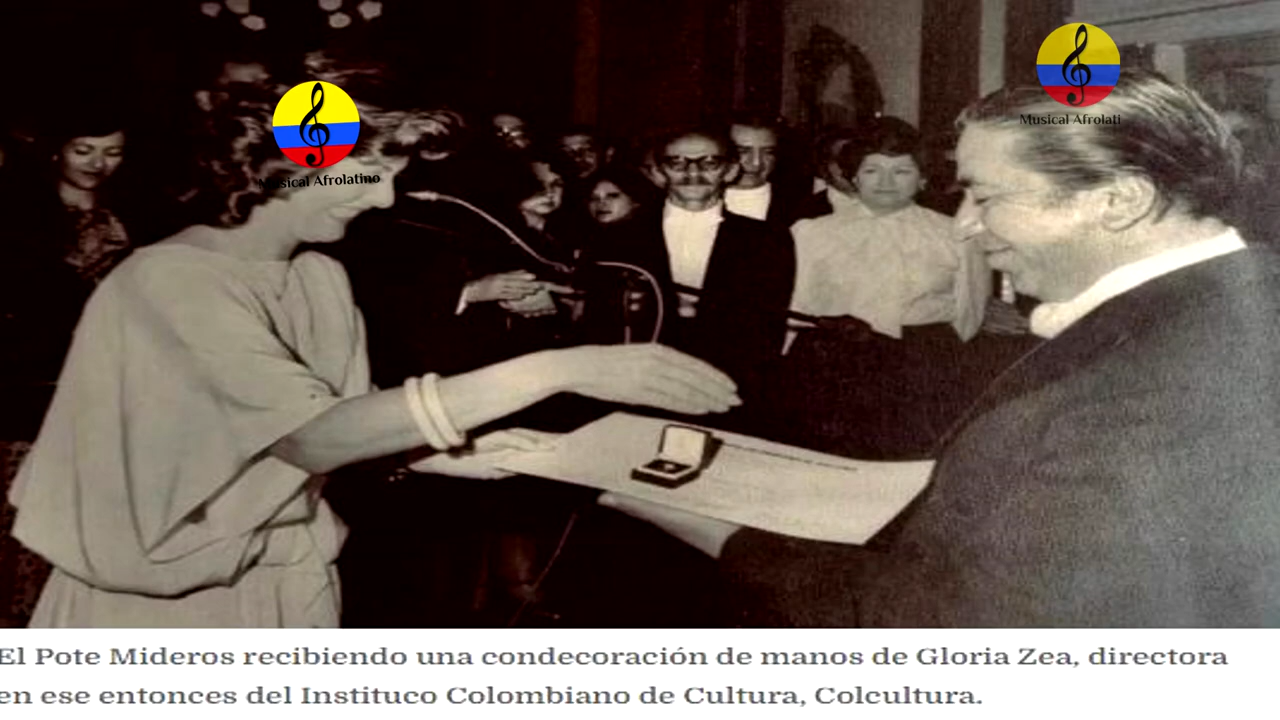 Musical Afrolatino
Musical Afrolati
El Pote Mideros recibiendo una condecoración de manos de Gloria Zea, directora
en ese entonces del Instituco Colombiano de Cultura, Colcultura.